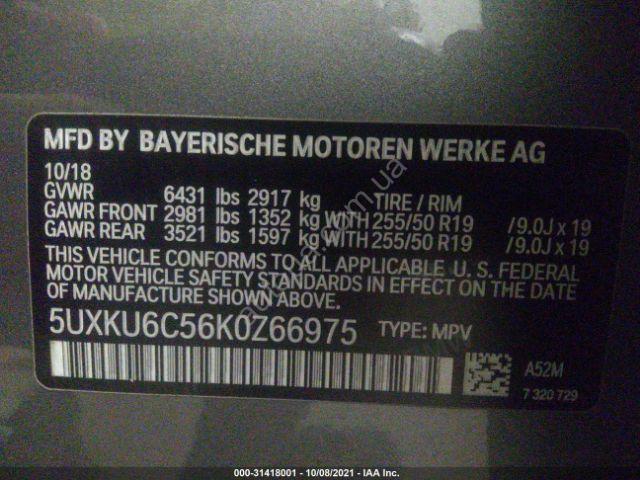 MFD BY BAYERISCHE MOTOREN WERKE AG
10/18
GVWR 6431 lbs 2917 kg TIRE / RIM
GAWR FRONT 2981 lbs 1352 kg WITH 255/50 R19 /9.0J x 19
GAWR REAR 3521 lbs 1597 kg WITH 255/50 R19 /9.0J x 19
THIS VEHICLE CONFORMS TO ALL APPLICABLE U. S. FEDERAL
MOTOR VEHICLE SAFETY STANDARDS IN EFFECT ON THE DATE
OF MANUFACTURE SHOWN ABOVE.
5UXKU6C56K0Z66975 TYPE: MPV
A52M
7 320 729
000-31418001 - 10/08/2021 - IAA Inc.